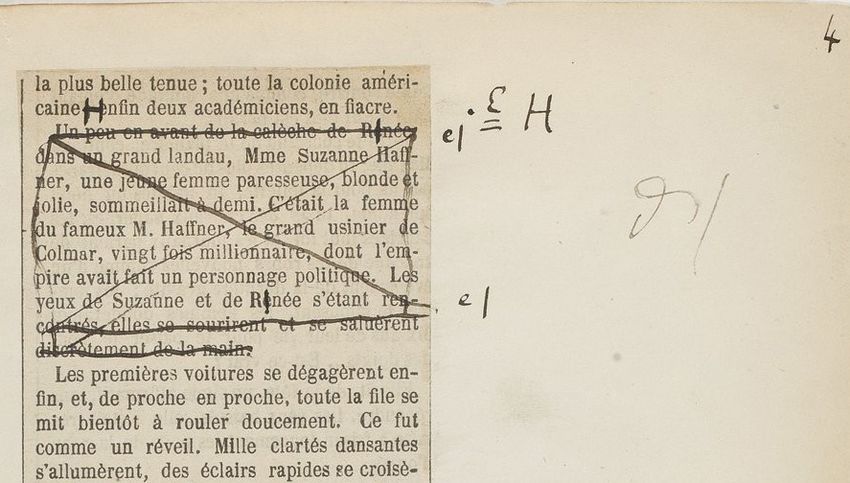 4
la plus belle tenue ; toute la colonie améri-
caine enfin deux académiciens, en fiacre.
Un peu en avant de la calèche de Renée,
dans un grand landau, Mme Suzanne Haff-
ner, une jeune femme paresseuse, blonde et
jolie, sommeillait à demi. C'était la femme
du fameux M. Haffner, le grand usinier de
Colmar, vingt fois millionnaire, dont l'em-
pire avait fait un personnage politique. Les
yeux de Suzanne et de Renée s'étant ren-
contrés, elles se sourirent et se saluèrent
discrètement de la main.
Les premières voitures se dégagèrent en-
fin, et, de proche en proche, toute la file se
mit bientôt à rouler doucement. Ce fut
comme un réveil. Mille clartés dansantes
s'allumèrent, des éclairs rapides se croisè-
e/ . E H
e/